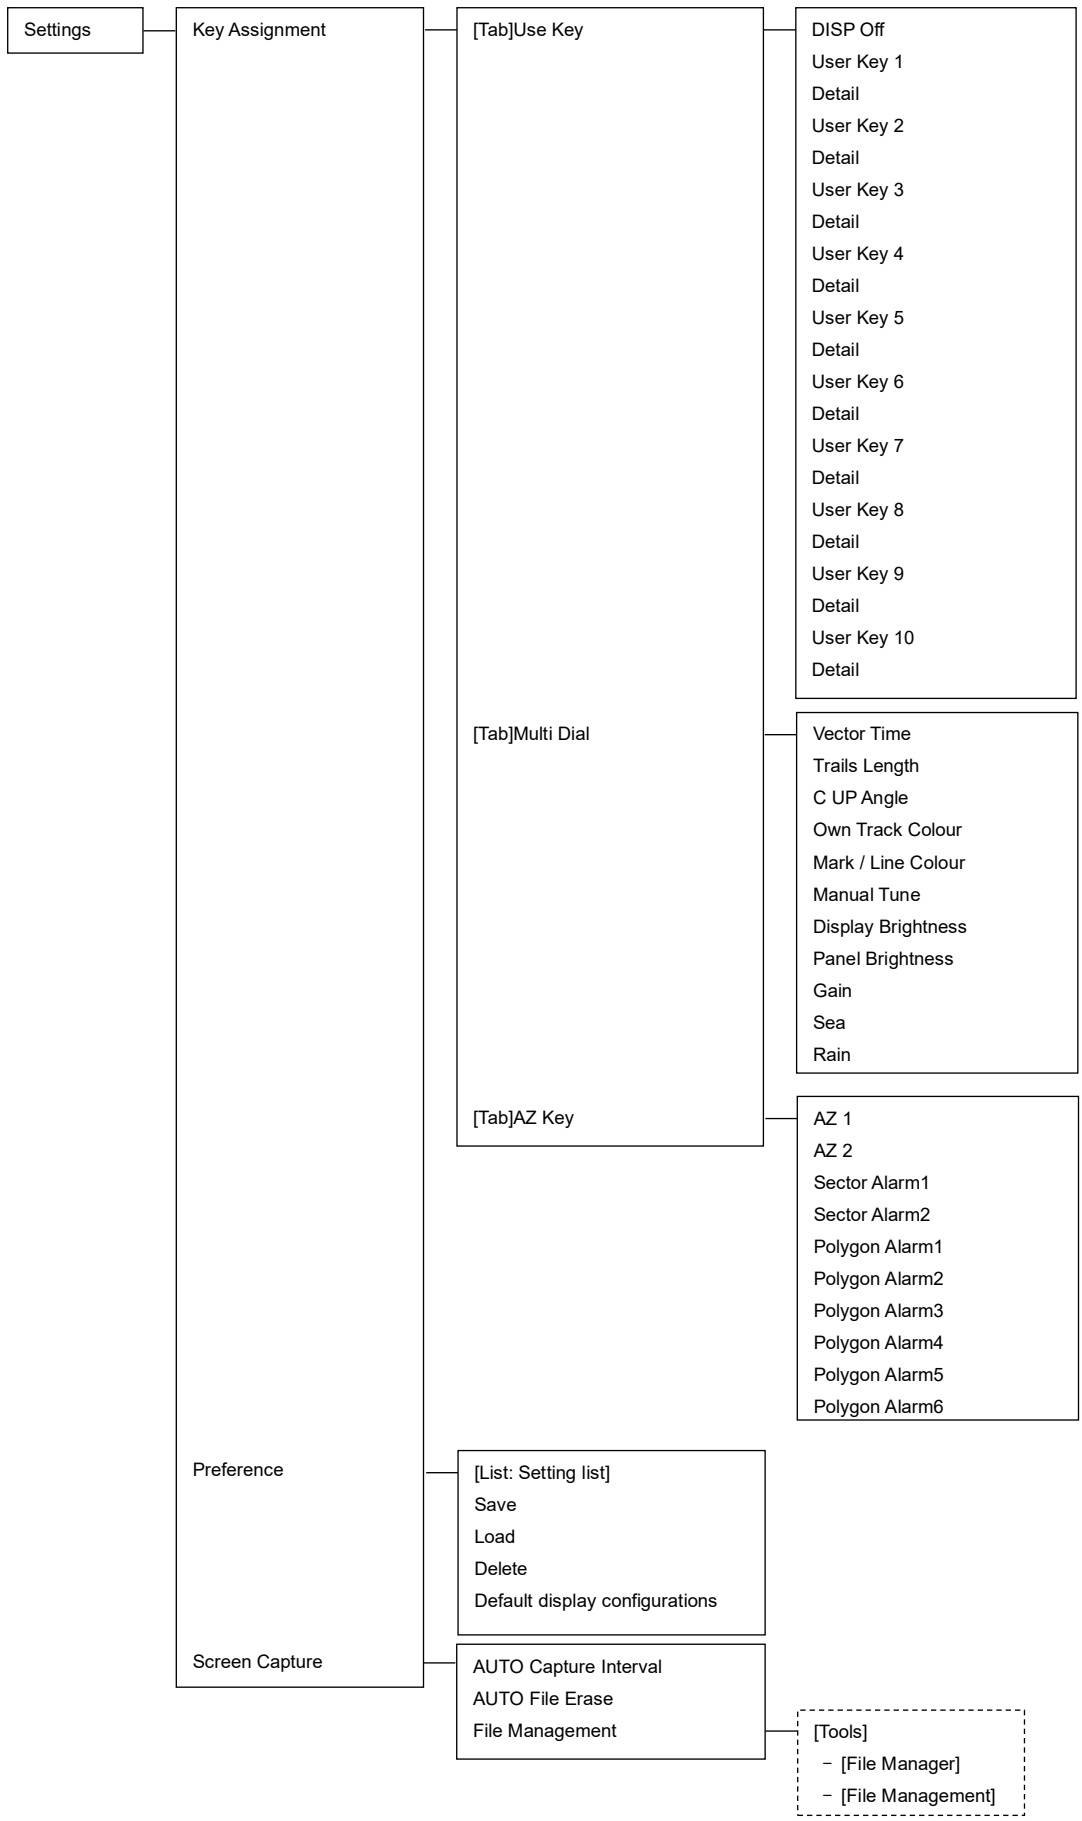 Settings
Key Assignment
[Tab]Use Key
DISP Off
User Key 1
Detail
User Key 2
Detail
User Key 3
Detail
User Key 4
Detail
User Key 5
Detail
User Key 6
Detail
User Key 7
Detail
User Key 8
Detail
User Key 9
Detail
User Key 10
Detail
[Tab]Multi Dial
Vector Time
Trails Length
C UP Angle
Own Track Colour
Mark / Line Colour
Manual Tune
Display Brightness
Panel Brightness
Gain
Sea
Rain
[Tab]AZ Key
AZ 1
AZ 2
Sector Alarm1
Sector Alarm2
Polygon Alarm1
Polygon Alarm2
Polygon Alarm3
Polygon Alarm4
Polygon Alarm5
Polygon Alarm6
Preference
[List: Setting list]
Save
Load
Delete
Default display configurations
Screen Capture
AUTO Capture Interval
AUTO File Erase
File Management
[Tools]
− [File Manager]
− [File Management]